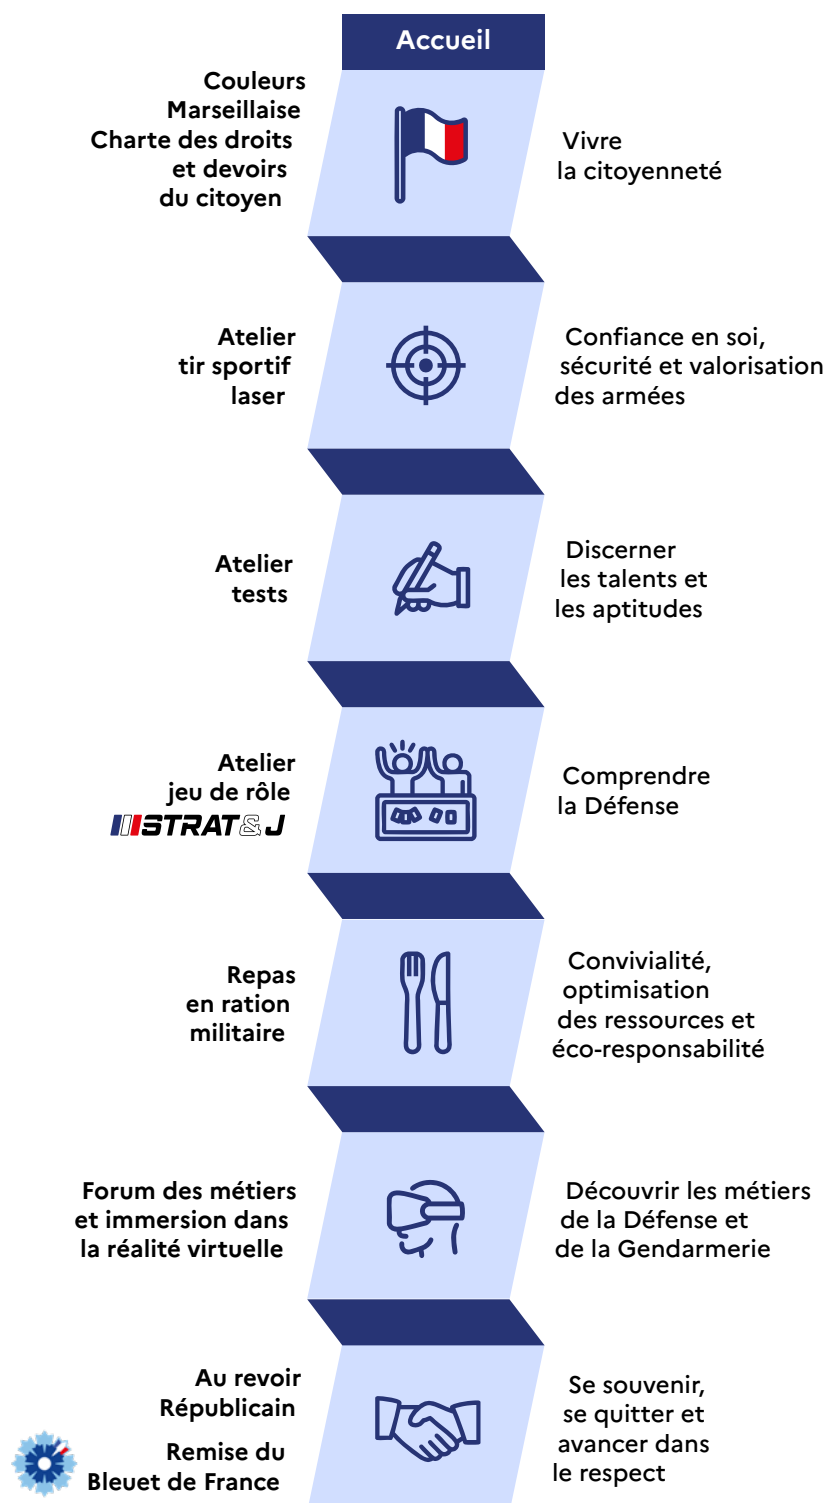 Accueil
Couleurs
Marseillaise
Charte des droits
et devoirs
du citoyen
Vivre
la citoyenneté
Atelier
tir sportif
laser
Confiance en soi,
sécurité et valorisation
des armées
Atelier
tests
Discerner
les talents et
les aptitudes
Atelier
jeu de rôle
STRAT&J
Comprendre
la Défense
Repas
en ration
militaire
Convivialité,
optimisation
des ressources et
éco-responsabilité
Forum des métiers
et immersion dans
la réalité virtuelle
Découvrir les métiers
de la Défense et
de la Gendarmerie
Au revoir
Républicain
Remise du
Bleuet de France
Se souvenir,
se quitter et
avancer dans
le respect